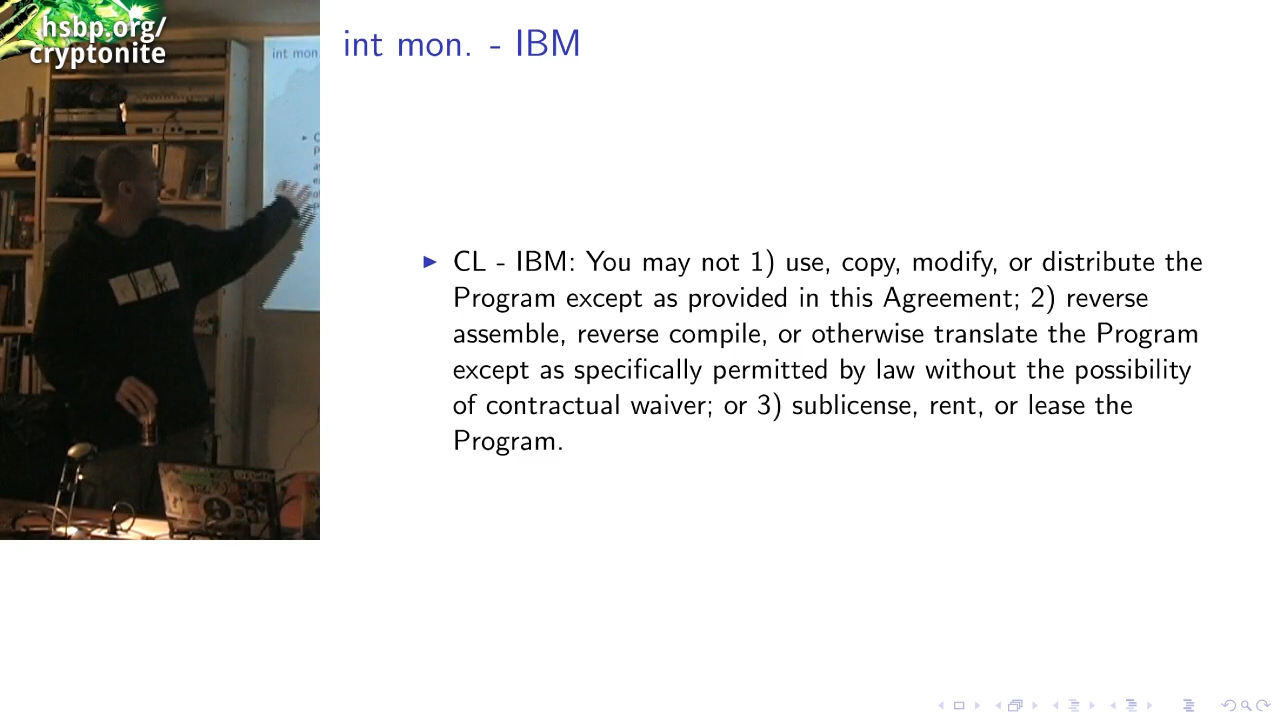 hsbp.org/
cryptonite
int mon. - IBM
int mon.
► CL - IBM: You may not 1) use, copy, modify, or distribute the
Program except as provided in this Agreement; 2) reverse
assemble, reverse compile, or otherwise translate the Program
except as specifically permitted by law without the possibility
of contractual waiver; or 3) sublicense, rent, or lease the
Program.